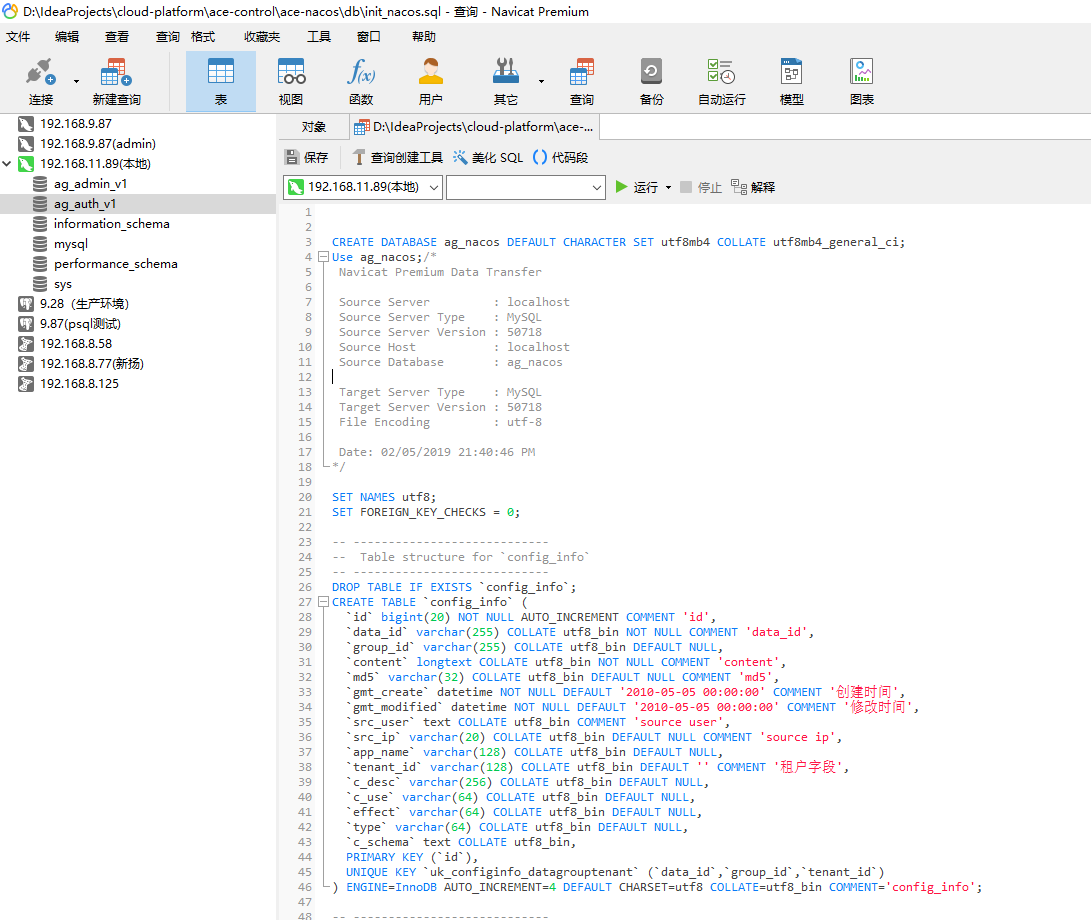 D:\IdeaProjects\cloud-platform\ace-control\ace-nacos\db\init_nacos.sql - 查询 - Navicat Premium
文件 编辑 查看 查询 格式 收藏夹 工具 窗口 帮助
连接 新建查询 表 视图 函数 用户 其它 查询 备份 自动运行 模型 图表
192.168.9.87
192.168.9.87(admin)
192.168.11.89(本地)
ag_admin_v1
ag_auth_v1
information_schema
mysql
performance_schema
sys
9.28（生产环境）
9.87(psql测试)
192.168.8.58
192.168.8.77(新扬)
192.168.8.125
对象 D:\IdeaProjects\cloud-platform\ace-...
保存 查询创建工具 美化 SQL () 代码段
192.168.11.89(本地) 运行 停止 解释
1
2
3 CREATE DATABASE ag_nacos DEFAULT CHARACTER SET utf8mb4 COLLATE utf8mb4_general_ci;
4 Use ag_nacos;/*
5 Navicat Premium Data Transfer
6
7 Source Server : localhost
8 Source Server Type : MySQL
9 Source Server Version : 50718
10 Source Host : localhost
11 Source Database : ag_nacos
12
13 Target Server Type : MySQL
14 Target Server Version : 50718
15 File Encoding : utf-8
16
17 Date: 02/05/2019 21:40:46 PM
18 */
19
20 SET NAMES utf8;
21 SET FOREIGN_KEY_CHECKS = 0;
22
23 -- ----------------------------
24 --  Table structure for `config_info`
25 -- ----------------------------
26 DROP TABLE IF EXISTS `config_info`;
27 CREATE TABLE `config_info` (
28 `id` bigint(20) NOT NULL AUTO_INCREMENT COMMENT 'id',
29 `data_id` varchar(255) COLLATE utf8_bin NOT NULL COMMENT 'data_id',
30 `group_id` varchar(255) COLLATE utf8_bin DEFAULT NULL,
31 `content` longtext COLLATE utf8_bin NOT NULL COMMENT 'content',
32 `md5` varchar(32) COLLATE utf8_bin DEFAULT NULL COMMENT 'md5',
33 `gmt_create` datetime NOT NULL DEFAULT '2010-05-05 00:00:00' COMMENT '创建时间',
34 `gmt_modified` datetime NOT NULL DEFAULT '2010-05-05 00:00:00' COMMENT '修改时间',
35 `src_user` text COLLATE utf8_bin COMMENT 'source user',
36 `src_ip` varchar(20) COLLATE utf8_bin DEFAULT NULL COMMENT 'source ip',
37 `app_name` varchar(128) COLLATE utf8_bin DEFAULT NULL,
38 `tenant_id` varchar(128) COLLATE utf8_bin DEFAULT '' COMMENT '租户字段',
39 `c_desc` varchar(256) COLLATE utf8_bin DEFAULT NULL,
40 `c_use` varchar(64) COLLATE utf8_bin DEFAULT NULL,
41 `effect` varchar(64) COLLATE utf8_bin DEFAULT NULL,
42 `type` varchar(64) COLLATE utf8_bin DEFAULT NULL,
43 `c_schema` text COLLATE utf8_bin,
44 PRIMARY KEY (`id`),
45 UNIQUE KEY `uk_configinfo_datagrouptenant` (`data_id`,`group_id`,`tenant_id`)
46 ) ENGINE=InnoDB AUTO_INCREMENT=4 DEFAULT CHARSET=utf8 COLLATE=utf8_bin COMMENT='config_info';
47
48 -- ----------------------------